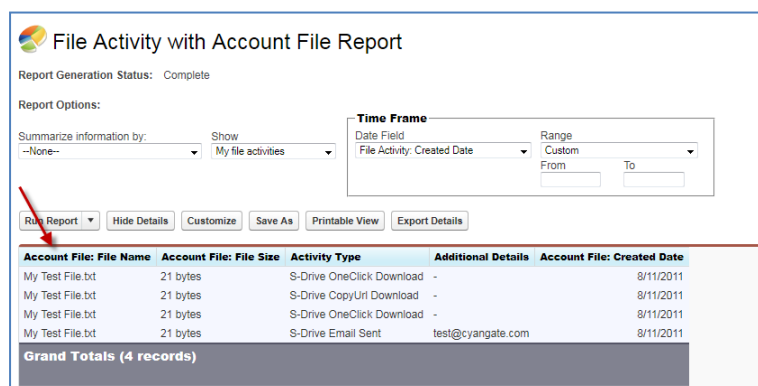 File Activity with Account File Report
Report Generation Status: Complete
Report Options:
Time Frame
Summarize information by: Show Date Field Range
--None-- My file activities File Activity: Created Date Custom
From To
Run Report Hide Details Customize Save As Printable View Export Details
Account File: File Name Account File: File Size Activity Type Additional Details Account File: Created Date
My Test File.txt 21 bytes S-Drive OneClick Download - 8/11/2011
My Test File.txt 21 bytes S-Drive CopyUrl Download - 8/11/2011
My Test File.txt 21 bytes S-Drive OneClick Download - 8/11/2011
My Test File.txt 21 bytes S-Drive Email Sent test@cyangate.com 8/11/2011
Grand Totals (4 records)